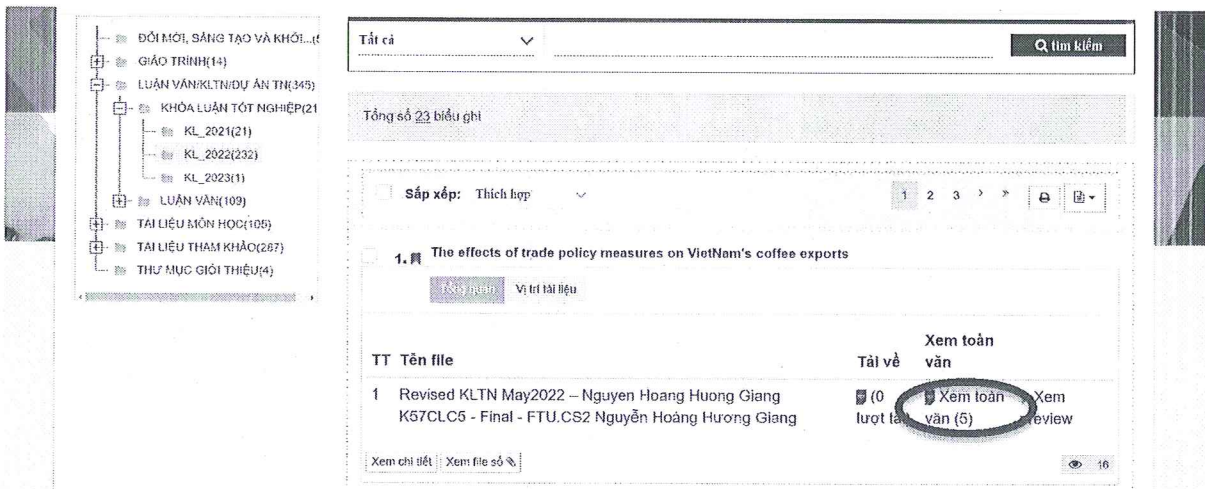 ĐỔI MỚI, SÁNG TẠO VÀ KHỞI...(
GIÁO TRÌNH(14)
LUẬN VĂN/KLTN/DỰ ÁN TN(345)
KHÓA LUẬN TỐT NGHIỆP(21
KL_2021(21)
KL_2022(232)
KL_2023(1)
LUẬN VĂN(109)
TÀI LIỆU MÔN HỌC(105)
TÀI LIỆU THAM KHẢO(267)
THƯ MỤC GIỚI THIỆU(4)
Tất cả
tìm kiếm
Tổng số 23 biểu ghi
Sắp xếp: Thích hợp
1 2 3 › »
1. The effects of trade policy measures on VietNam's coffee exports
Tổng quan Vị trí tài liệu
TT Tên file Tải về Xem toàn văn
1 Revised KLTN May2022 – Nguyen Hoang Huong Giang
K57CLC5 - Final - FTU.CS2 Nguyễn Hoàng Hương Giang
(0
lượt tả
Xem toàn
văn (5)
Xem
review
Xem chi tiết Xem file số
16